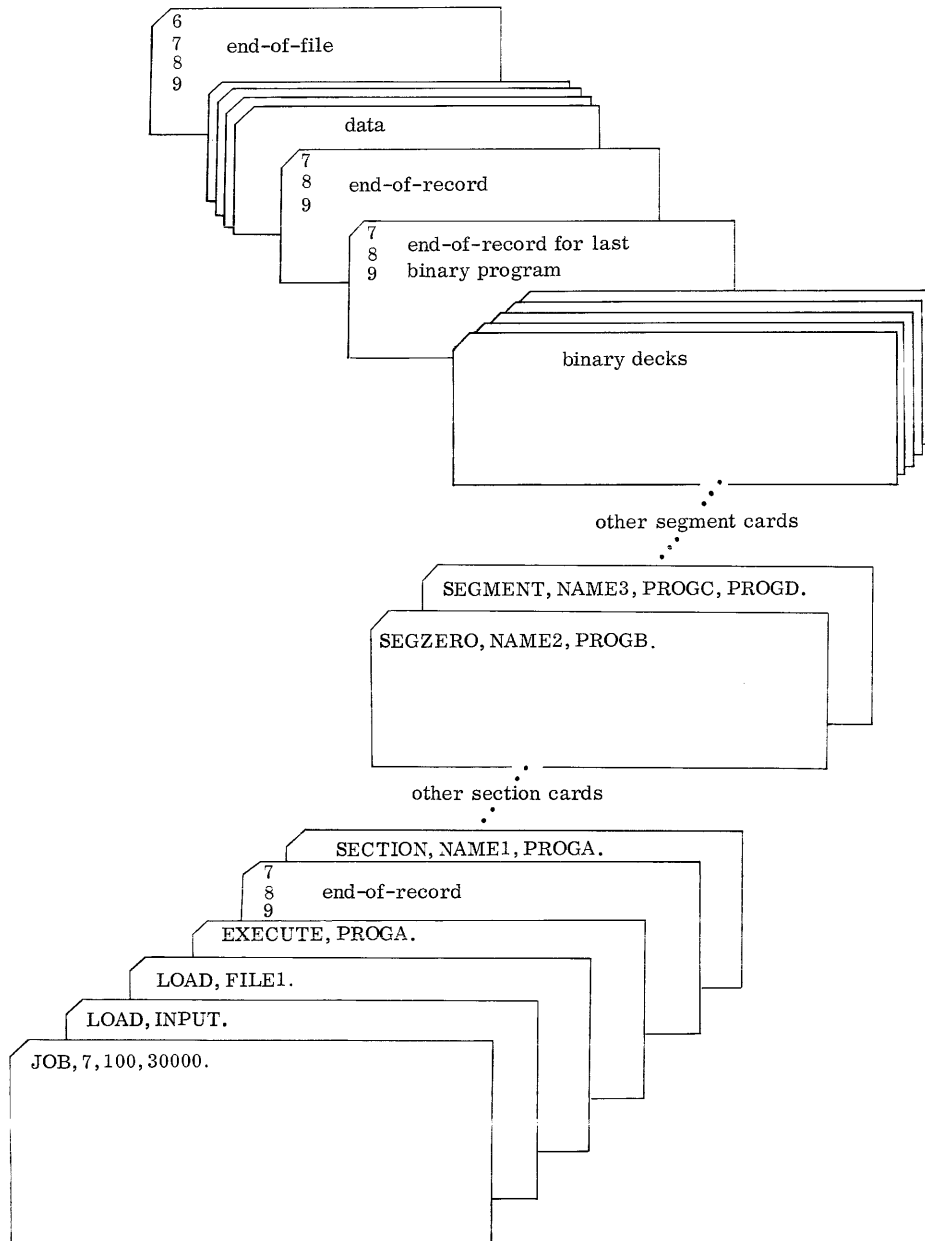 6
7 end-of-file
8
9
data
7
8 end-of-record
9
7
8 end-of-record for last
9 binary program
binary decks
other segment cards
SEGMENT, NAME3, PROGC, PROGD.
SEGZERO, NAME2, PROGB.
other section cards
SECTION, NAME1, PROGA.
7
8 end-of-record
9
EXECUTE, PROGA.
LOAD, FILE1.
LOAD, INPUT.
JOB, 7, 100, 30000.